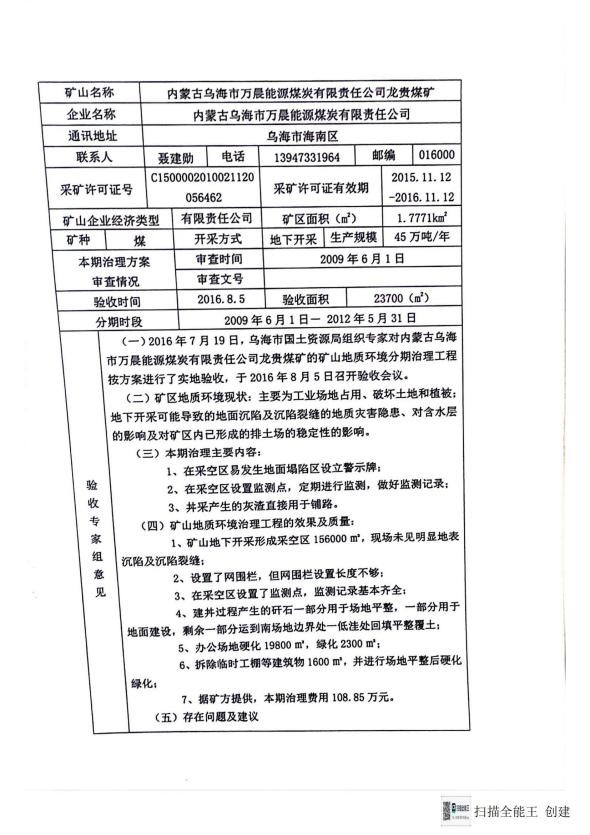 矿山名称 内蒙古乌海市万晨能源煤炭有限责任公司龙贵煤矿
企业名称 内蒙古乌海市万晨能源煤炭有限责任公司
通讯地址 乌海市海南区
联系人 聂建勋 电话 13947331964 邮编 016000
采矿许可证号 C1500002010021120056462 采矿许可证有效期 2015.11.12-2016.11.12
矿山企业经济类型 有限责任公司 矿区面积（㎡） 1.7771k㎡
矿种 煤 开采方式 地下开采 生产规模 45万吨/年
本期治理方案审查情况 审查时间 2009年6月1日
审查文号
验收时间 2016.8.5 验收面积 23700（㎡）
分期时段 2009年6月1日— 2012年5月31日
验收专家组意见
（一）2016年7月19日，乌海市国土资源局组织专家对内蒙古乌海
市万晨能源煤炭有限责任公司龙贵煤矿的矿山地质环境分期治理工程
按方案进行了实地验收，于2016年8月5日召开验收会议。
（二）矿区地质环境现状：主要为工业场地占用、破坏土地和植被；
地下开采可能导致的地面沉陷及沉陷裂缝的地质灾害隐患、对含水层
的影响及对矿区内已形成的排土场的稳定性的影响。
（三）本期治理主要内容：
1、在采空区易发生地面塌陷区设立警示牌；
2、在采空区设置监测点，定期进行监测，做好监测记录；
3、井采产生的灰渣直接用于铺路。
（四）矿山地质环境治理工程的效果及质量：
1、矿山地下开采形成采空区156000㎡，现场未见明显地表
沉陷及沉陷裂缝；
2、设置了网围栏，但网围栏设置长度不够；
3、在采空区设置了监测点，监测记录基本齐全；
4、建井过程产生的矸石一部分用于场地平整，一部分用于
地面建设，剩余一部分运到南场地边界处一低洼处回填平整覆土；
5、办公场地硬化19800㎡，绿化2300㎡；
6、拆除临时工棚等建筑物1600㎡，并进行场地平整后硬化
绿化；
7、据矿方提供，本期治理费用108.85万元。
（五）存在问题及建议
扫描全能王 创建